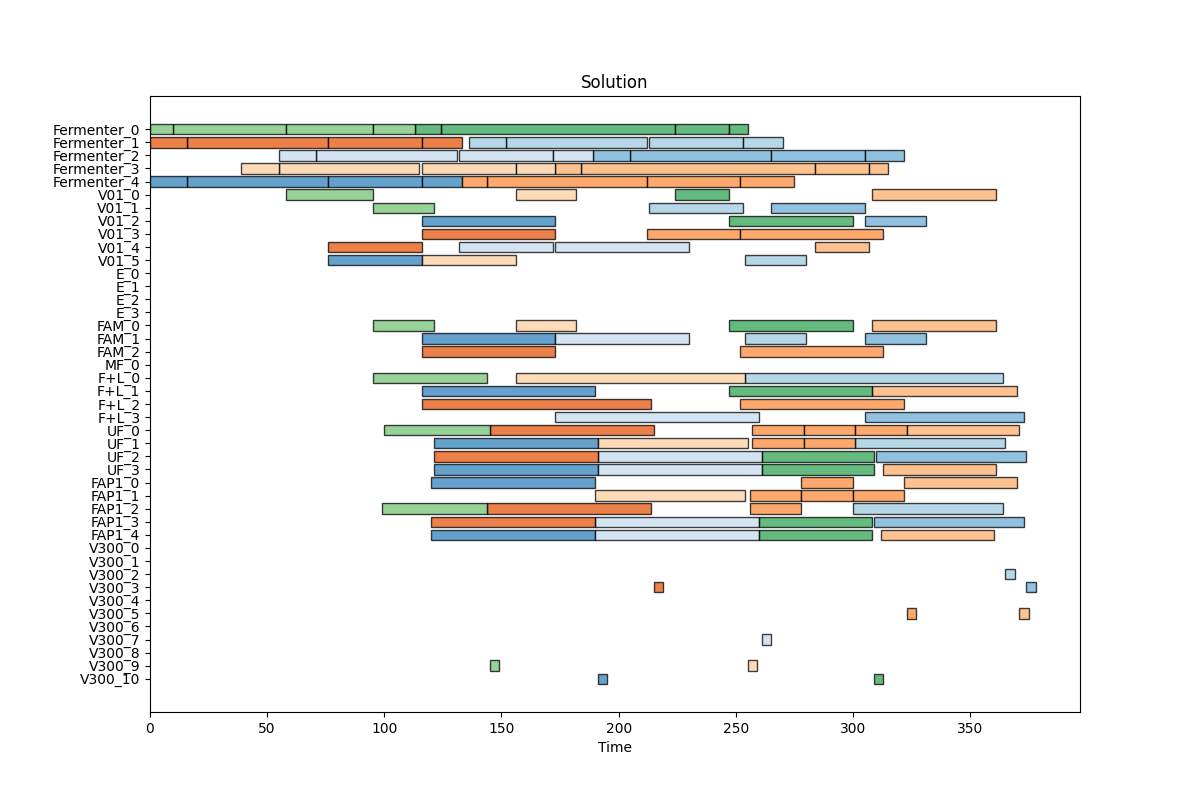 Solution
Fermenter_0
Fermenter_1
Fermenter_2
Fermenter_3
Fermenter_4
V01_0
V01_1
V01_2
V01_3
V01_4
V01_5
E_0
E_1
E_2
E_3
FAM_0
FAM_1
FAM_2
MF_0
F+L_0
F+L_1
F+L_2
F+L_3
UF_0
UF_1
UF_2
UF_3
FAP1_0
FAP1_1
FAP1_2
FAP1_3
FAP1_4
V300_0
V300_1
V300_2
V300_3
V300_4
V300_5
V300_6
V300_7
V300_8
V300_9
V300_10
0 50 100 150 200 250 300 350
Time